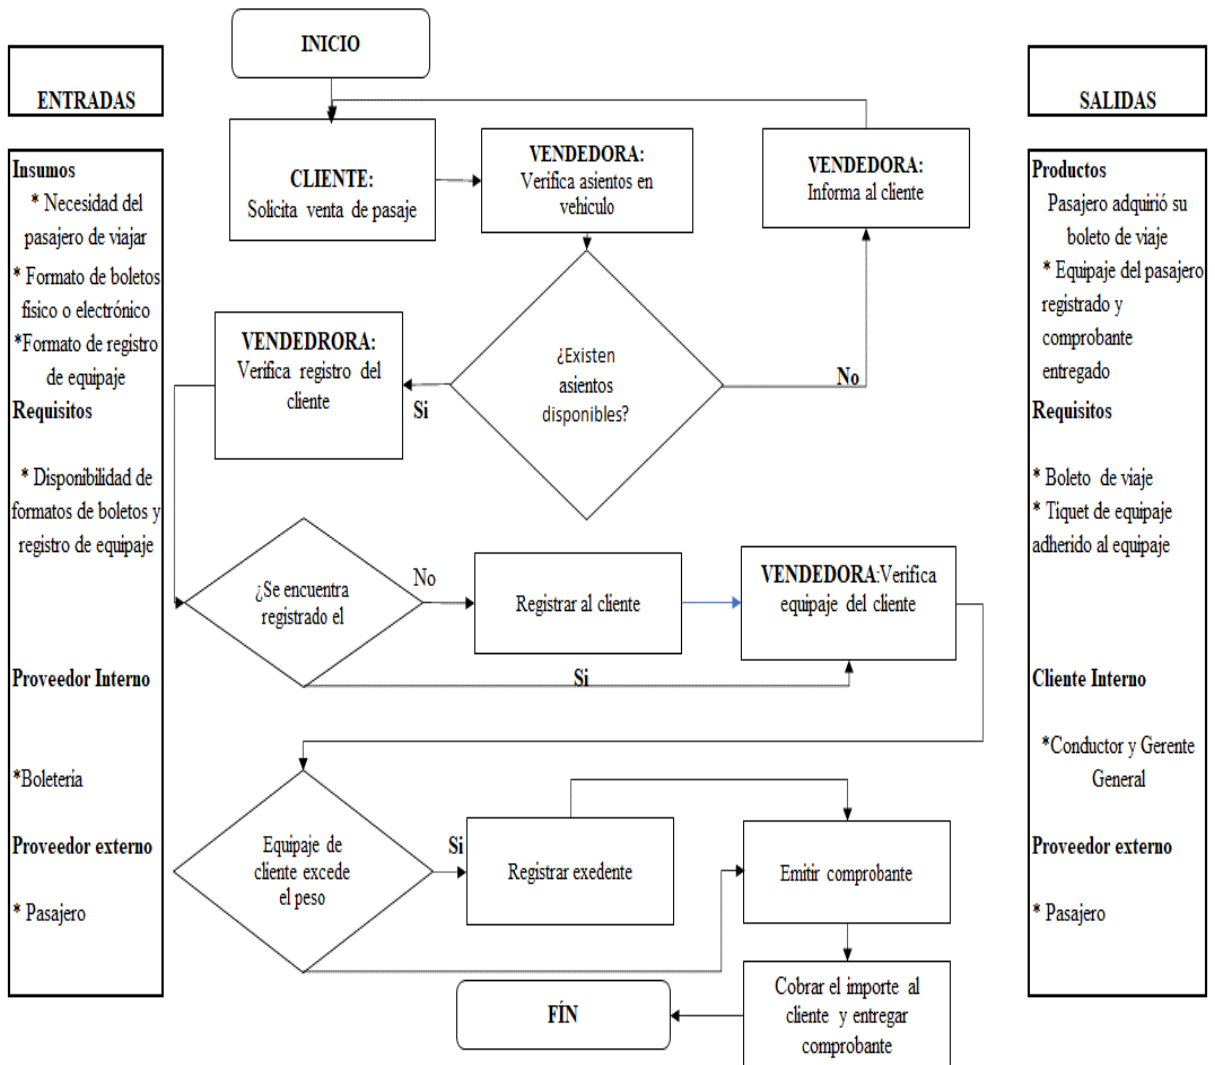 INICIO
ENTRADAS
Insumos
* Necesidad del
pasajero de viajar
* Formato de boletos
físico o electrónico
*Formato de registro
de equipaje
Requisitos
* Disponibilidad de
formatos de boletos y
registro de equipaje
Proveedor Interno
*Boletería
Proveedor externo
* Pasajero
CLIENTE:
Solicita venta de pasaje
VENDEDORA:
Verifica asientos en
vehiculo
VENDEDORA:
Informa al cliente
¿Existen
asientos
disponibles?
No
Si
VENDEDRORA:
Verifica registro del
cliente
¿Se encuentra
registrado el
No
Registrar al cliente
VENDEDORA:Verifica
equipaje del cliente
Si
Equipaje de
cliente excede
el peso
Si
Registrar exedente
Emitir comprobante
Cobrar el importe al
cliente y entregar
comprobante
FÍN
SALIDAS
Productos
Pasajero adquirió su
boleto de viaje
* Equipaje del pasajero
registrado y
comprobante
entregado
Requisitos
* Boleto de viaje
* Tiquet de equipaje
adherido al equipaje
Cliente Interno
*Conductor y Gerente
General
Proveedor externo
* Pasajero